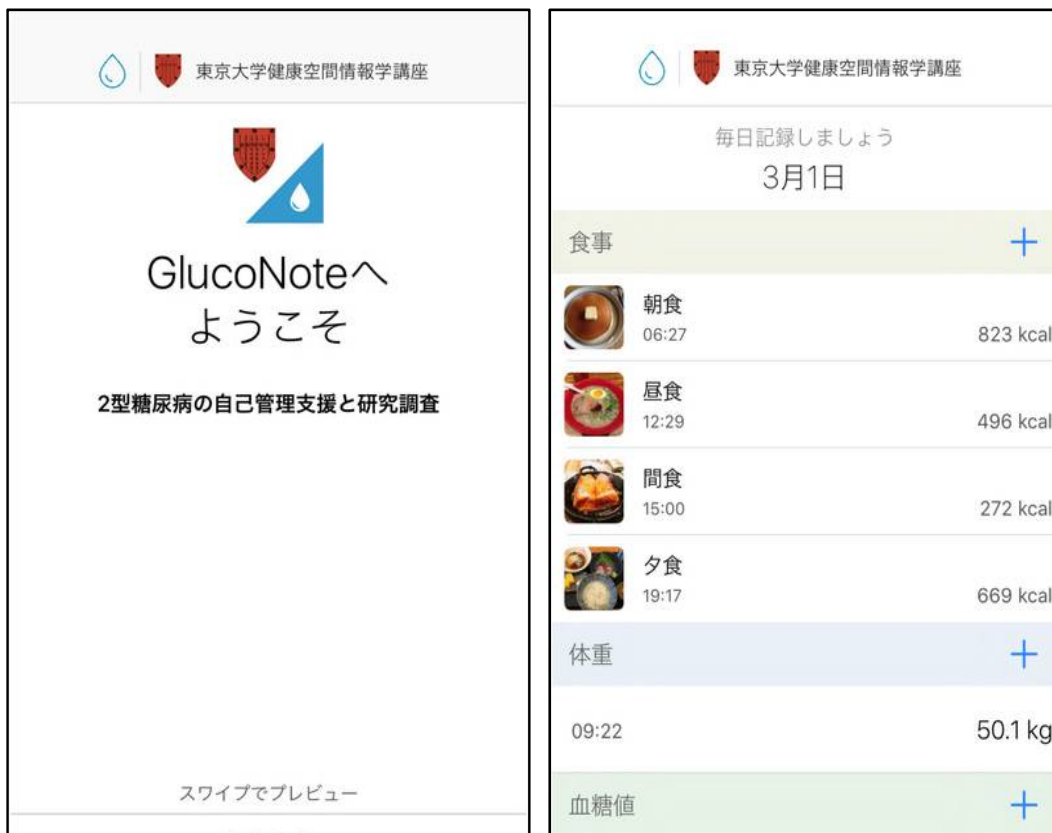 東京大学健康空間情報学講座
GlucoNoteへ
ようこそ
2型糖尿病の自己管理支援と研究調査
スワイプでプレビュー
東京大学健康空間情報学講座
毎日記録しましょう
3月1日
食事 +
朝食
06:27 823 kcal
昼食
12:29 496 kcal
間食
15:00 272 kcal
夕食
19:17 669 kcal
体重 +
09:22 50.1 kg
血糖値 +